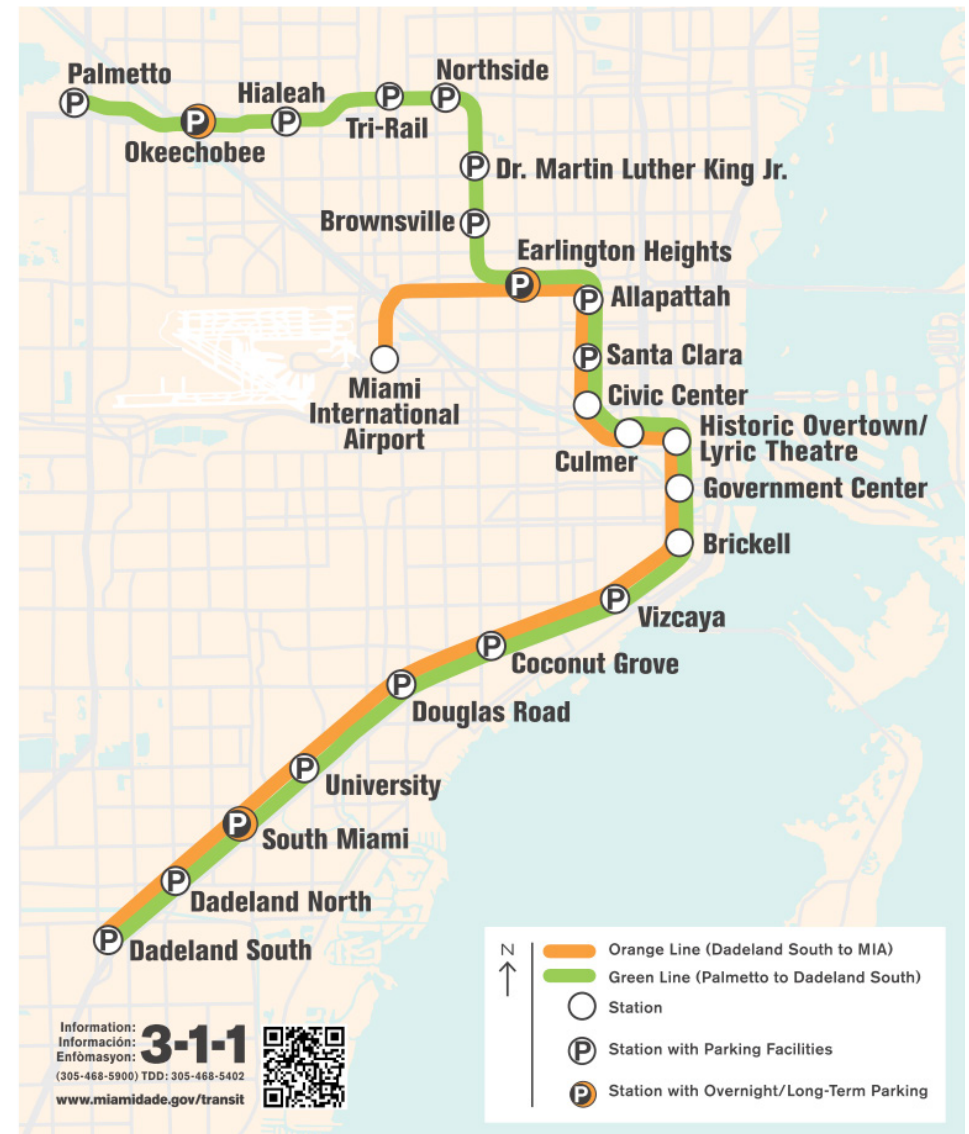 Palmetto
Okeechobee
Hialeah
Tri-Rail
Northside
P Dr. Martin Luther King Jr.
Brownsville P
Earlington Heights
P
Allapattah
P Santa Clara
Miami
International
Airport
Civic Center
Culmer
Historic Overtown/
Lyric Theatre
Government Center
Brickell
P
Vizcaya
P
Coconut Grove
P
Douglas Road
P
University
P
South Miami
P
Dadeland North
P
Dadeland South
P
P
P
P
P
P
N
Orange Line (Dadeland South to MIA)
Green Line (Palmetto to Dadeland South)
Station
P Station with Parking Facilities
P Station with Overnight/Long-Term Parking
Information:
Información:
Enfòmasyon:
3-1-1
(305-468-5900) TDD: 305-468-5402
www.miamidade.gov/transit